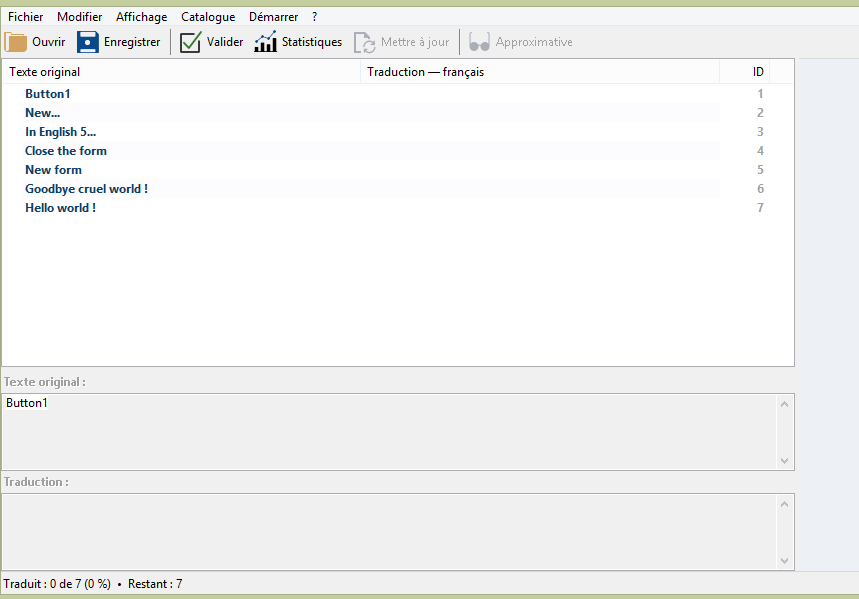 Fichier Modifier Affichage Catalogue Démarrer ?
Ouvrir Enregistrer Valider Statistiques Mettre à jour Approximative
Texte original Traduction — français ID
Button1 1
New... 2
In English 5... 3
Close the form 4
New form 5
Goodbye cruel world ! 6
Hello world ! 7
Texte original :
Button1
Traduction :
Traduit : 0 de 7 (0 %) • Restant : 7